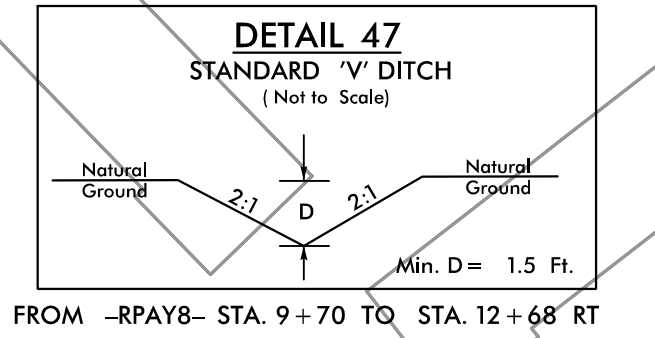 DETAIL 47
STANDARD 'V' DITCH
( Not to Scale)
Natural
Ground
2:1
D
2:1
Natural
Ground
Min. D = 1.5 Ft.
FROM -RPAY8- STA. 9+70 TO STA. 12+68 RT